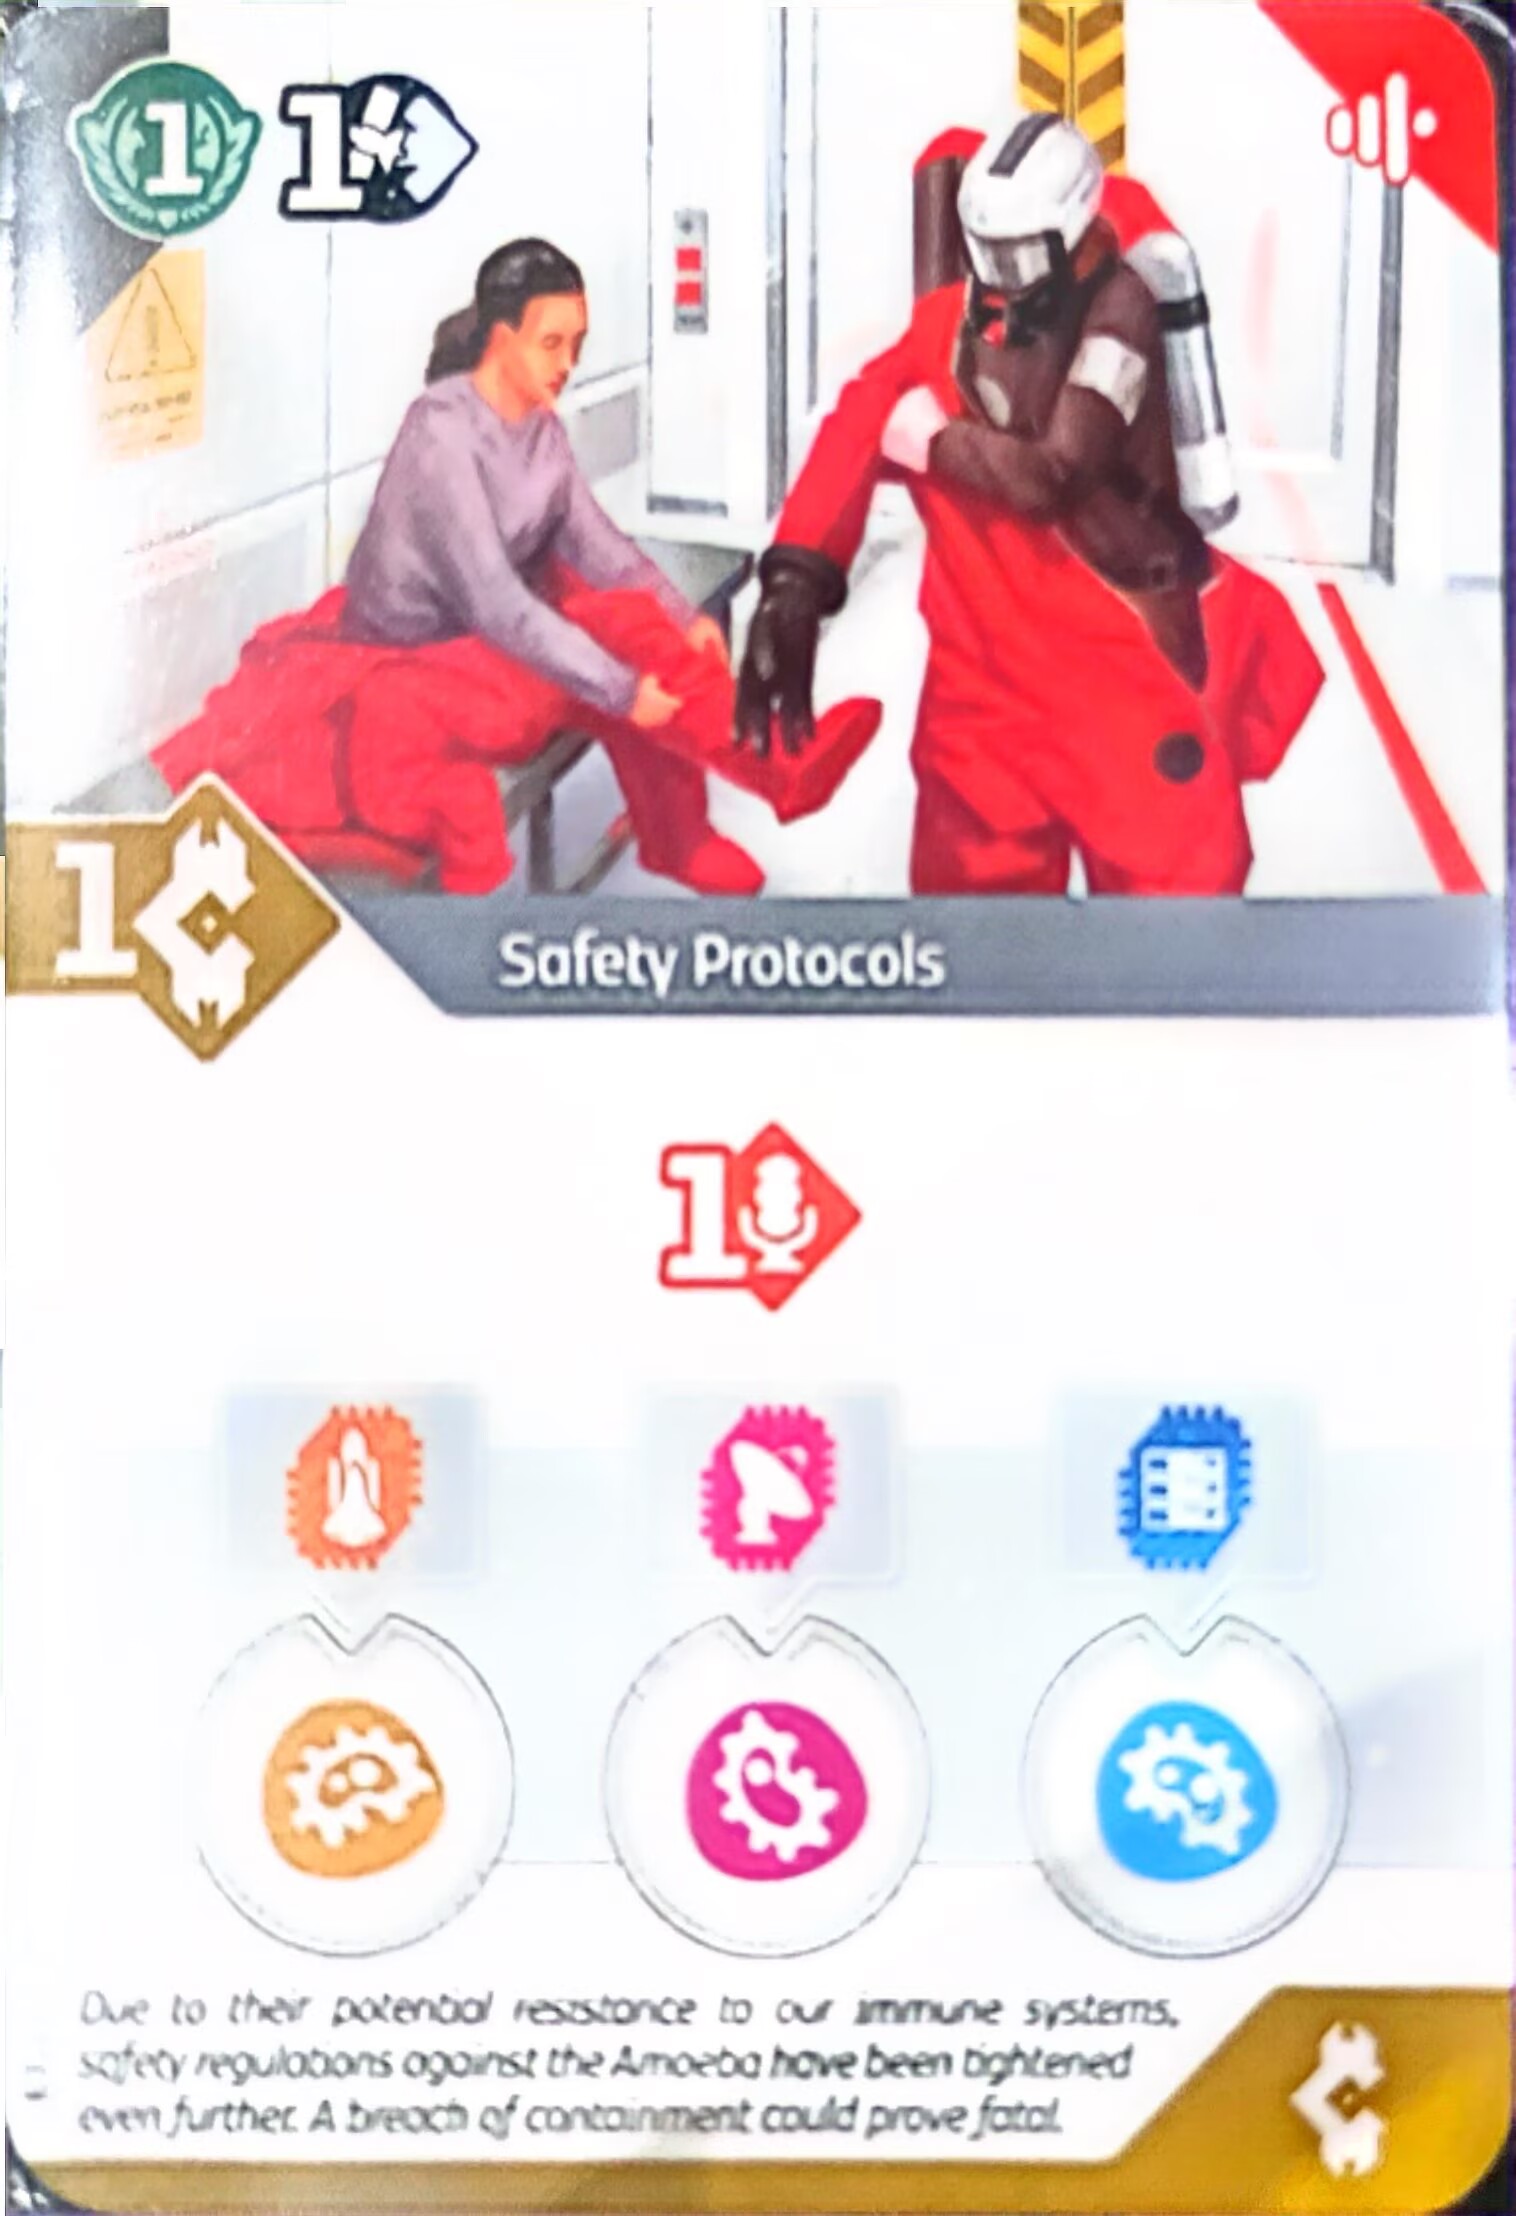 1 1
1
Safety Protocols
1
Due to their potential resistance to our immune systems,
safety regulations against the Amoeba have been tightened
even further. A breach of containment could prove fatal.